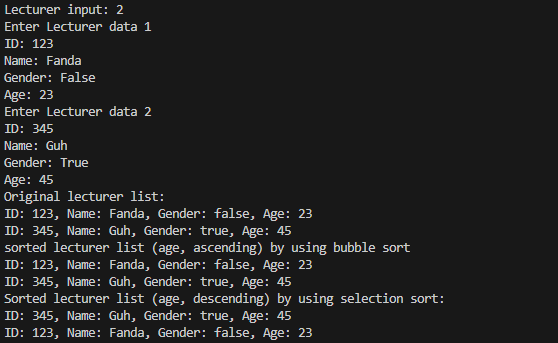 Lecturer input: 2
Enter Lecturer data 1
ID: 123
Name: Fanda
Gender: False
Age: 23
Enter Lecturer data 2
ID: 345
Name: Guh
Gender: True
Age: 45
Original lecturer list:
ID: 123, Name: Fanda, Gender: false, Age: 23
ID: 345, Name: Guh, Gender: true, Age: 45
sorted lecturer list (age, ascending) by using bubble sort
ID: 123, Name: Fanda, Gender: false, Age: 23
ID: 345, Name: Guh, Gender: true, Age: 45
Sorted lecturer list (age, descending) by using selection sort:
ID: 345, Name: Guh, Gender: true, Age: 45
ID: 123, Name: Fanda, Gender: false, Age: 23